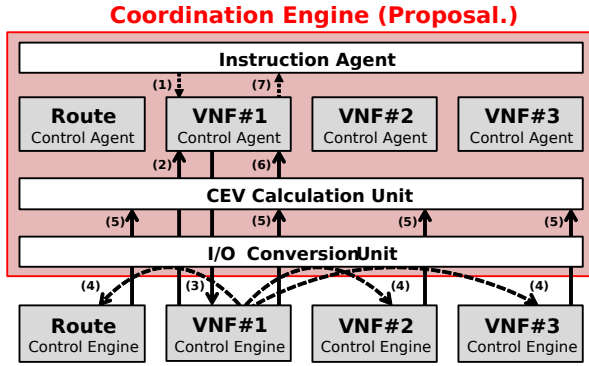 Coordination Engine (Proposal.)
Instruction Agent
(1) (7)
Route VNF#1 VNF#2 VNF#3
Control Agent Control Agent Control Agent Control Agent
(2) (6)
CEV Calculation Unit
(5) (5) (5) (5)
I/O ConversionUnit
(4) (3) (4) (4)
Route VNF#1 VNF#2 VNF#3
Control Engine Control Engine Control Engine Control Engine